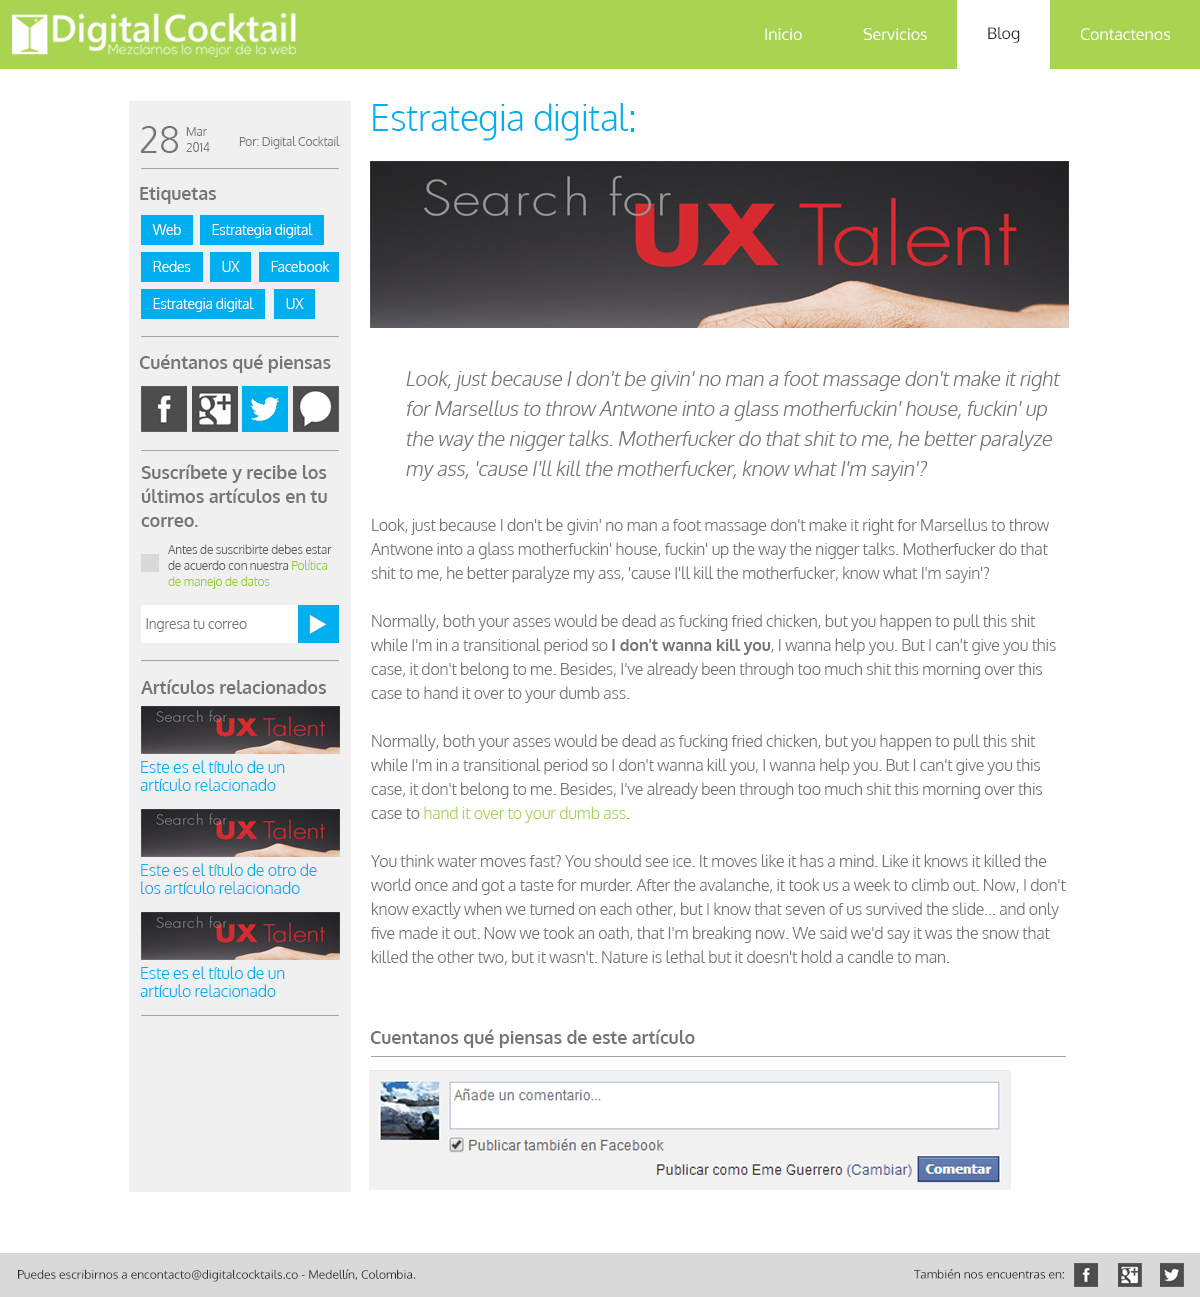 DigitalCocktail
Mezclamos lo mejor de la web
Inicio
Servicios
Blog
Contactenos
28
Mar
2014
Por: Digital Cocktail
Etiquetas
Web
Estrategia digital
Redes
UX
Facebook
Estrategia digital
UX
Cuéntanos qué piensas
Suscríbete y recibe los
últimos artículos en tu
correo.
Antes de suscribirte debes estar
de acuerdo con nuestra Política
de manejo de datos
Ingresa tu correo
Artículos relacionados
Search for
UX Talent
Este es el título de un
artículo relacionado
Search for
UX Talent
Este es el título de otro de
los artículo relacionado
Search for
UX Talent
Este es el título de un
artículo relacionado
Estrategia digital:
Search for
UX Talent
Look, just because I don't be givin' no man a foot massage don't make it right
for Marsellus to throw Antwone into a glass motherfuckin' house, fuckin' up
the way the nigger talks. Motherfucker do that shit to me, he better paralyze
my ass, 'cause I'll kill the motherfucker, know what I'm sayin'?
Look, just because I don't be givin' no man a foot massage don't make it right for Marsellus to throw
Antwone into a glass motherfuckin' house, fuckin' up the way the nigger talks. Motherfucker do that
shit to me, he better paralyze my ass, 'cause I'll kill the motherfucker, know what I'm sayin'?
Normally, both your asses would be dead as fucking fried chicken, but you happen to pull this shit
while I'm in a transitional period so I don't wanna kill you, I wanna help you. But I can't give you this
case, it don't belong to me. Besides, I've already been through too much shit this morning over this
case to hand it over to your dumb ass.
Normally, both your asses would be dead as fucking fried chicken, but you happen to pull this shit
while I'm in a transitional period so I don't wanna kill you, I wanna help you. But I can't give you this
case, it don't belong to me. Besides, I've already been through too much shit this morning over this
case to hand it over to your dumb ass.
You think water moves fast? You should see ice. It moves like it has a mind. Like it knows it killed the
world once and got a taste for murder. After the avalanche, it took us a week to climb out. Now, I don't
know exactly when we turned on each other, but I know that seven of us survived the slide... and only
five made it out. Now we took an oath, that I'm breaking now. We said we'd say it was the snow that
killed the other two, but it wasn't. Nature is lethal but it doesn't hold a candle to man.
Cuentanos qué piensas de este artículo
Añade un comentario...
Publicar también en Facebook
Publicar como Eme Guerrero (Cambiar)
Comentar
Puedes escribirnos a encontacto@digitalcocktails.co - Medellín, Colombia.
También nos encuentras en: